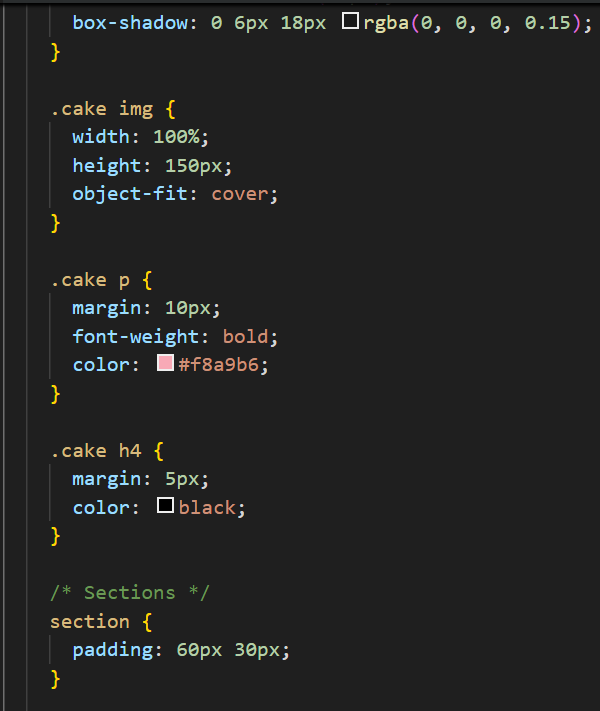 box-shadow: 0 6px 18px rgba(0, 0, 0, 0.15);
}
.cake img {
width: 100%;
height: 150px;
object-fit: cover;
}
.cake p {
margin: 10px;
font-weight: bold;
color: #f8a9b6;
}
.cake h4 {
margin: 5px;
color: black;
}
/* Sections */
section {
padding: 60px 30px;
}